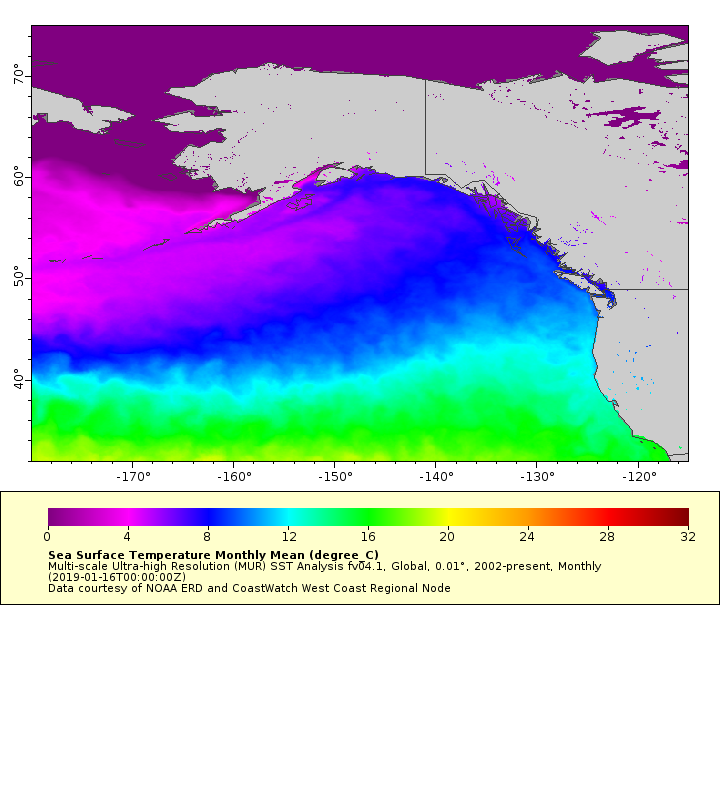 70°
60°
50°
40°
-170° -160° -150° -140° -130° -120°
0 4 8 12 16 20 24 28 32
Sea Surface Temperature Monthly Mean (degree_C)
Multi-scale Ultra-high Resolution (MUR) SST Analysis fv04.1, Global, 0.01°, 2002-present, Monthly
(2019-01-16T00:00:00Z)
Data courtesy of NOAA ERD and CoastWatch West Coast Regional Node